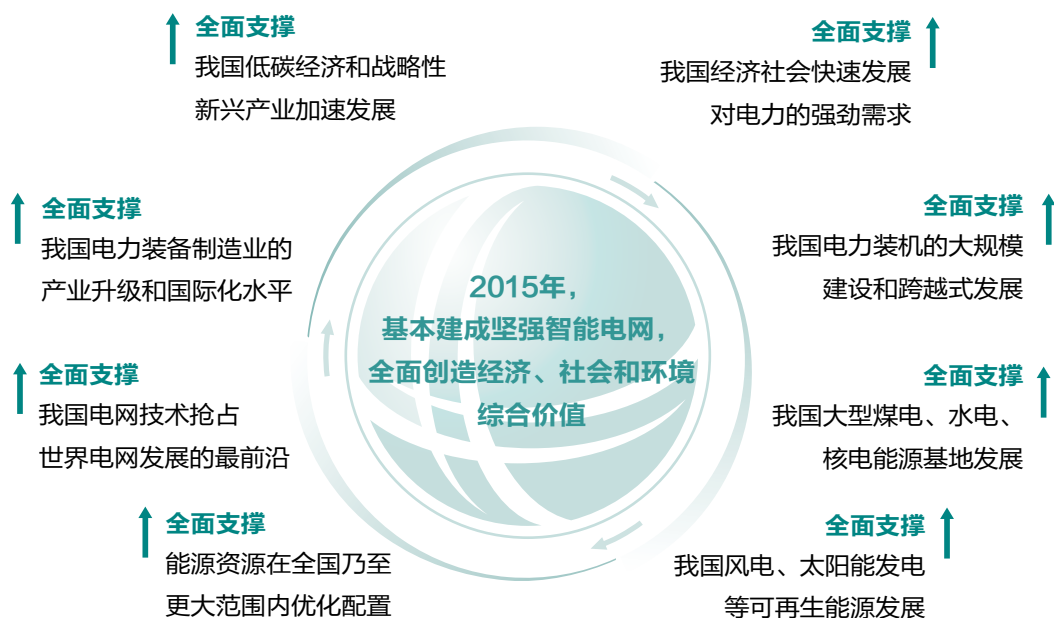 全面支撑
我国低碳经济和战略性
新兴产业加速发展
全面支撑
我国经济社会快速发展
对电力的强劲需求
全面支撑
我国电力装备制造业的
产业升级和国际化水平
全面支撑
我国电力装机的大规模
建设和跨越式发展
2015年，
基本建成坚强智能电网，
全面创造经济、社会和环境
综合价值
全面支撑
我国电网技术抢占
世界电网发展的最前沿
全面支撑
我国大型煤电、水电、
核电能源基地发展
全面支撑
能源资源在全国乃至
更大范围内优化配置
全面支撑
我国风电、太阳能发电
等可再生能源发展